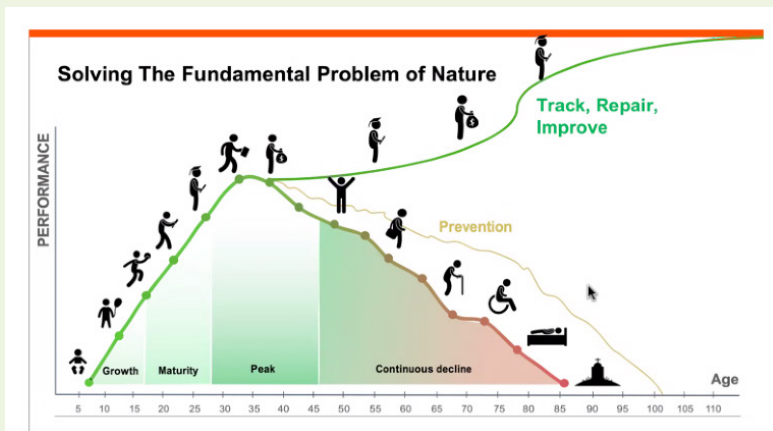 Solving The Fundamental Problem of Nature
Track, Repair,
Improve
PERFORMANCE
Prevention
$
$
Growth
Maturity
Peak
Continuous decline
Age
5 10 15 20 25 30 35 40 45 50 55 60 65 70 75 80 85 90 95 100 105 110